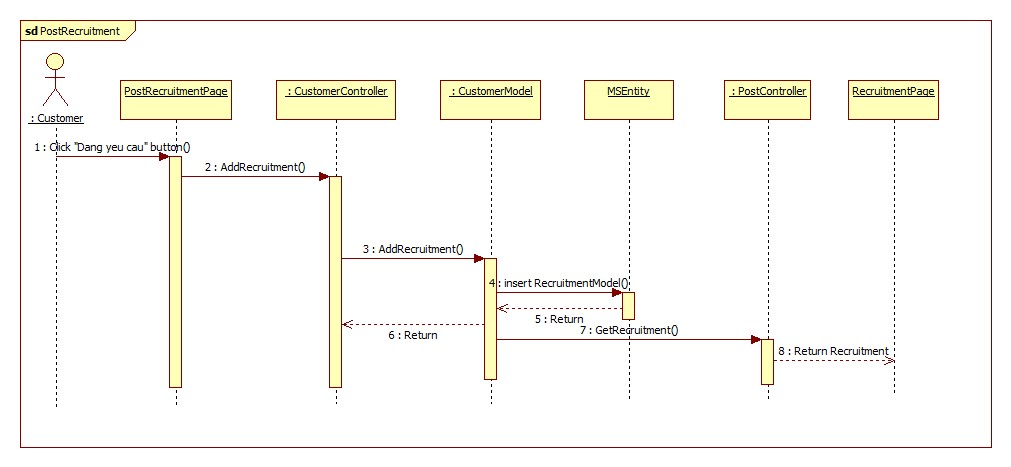 sd PostRecruitment
: Customer
PostRecruitmentPage
: CustomerController
: CustomerModel
MSEntity
: PostController
RecruitmentPage
1 : Click "Dang yeu cau" button()
2 : AddRecruitment()
3 : AddRecruitment()
4 : insert RecruitmentModel()
5 : Return
6 : Return
7 : GetRecruitment()
8 : Return Recruitment